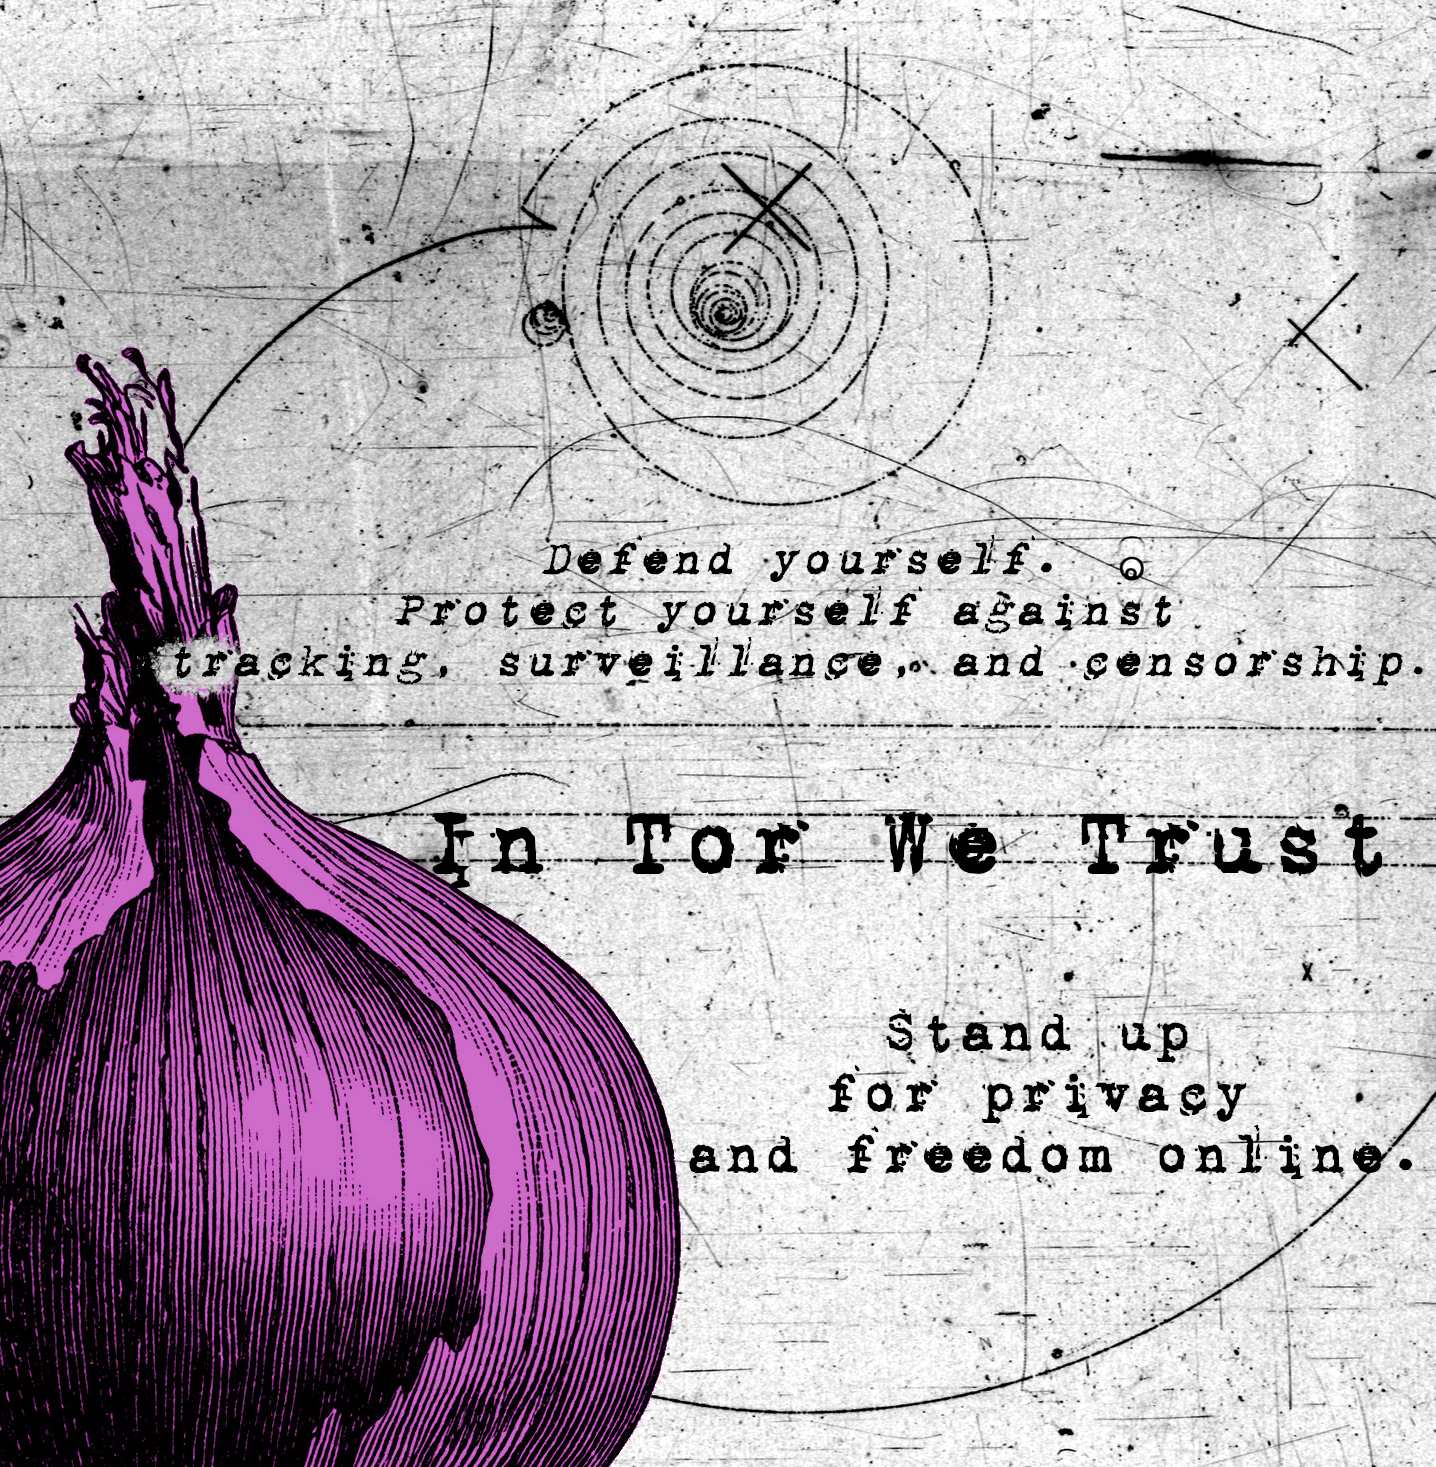 Defend yourself.
Protect yourself against
tracking, surveillance, and censorship.
In Tor We Trust
Stand up
for privacy
and freedom online.